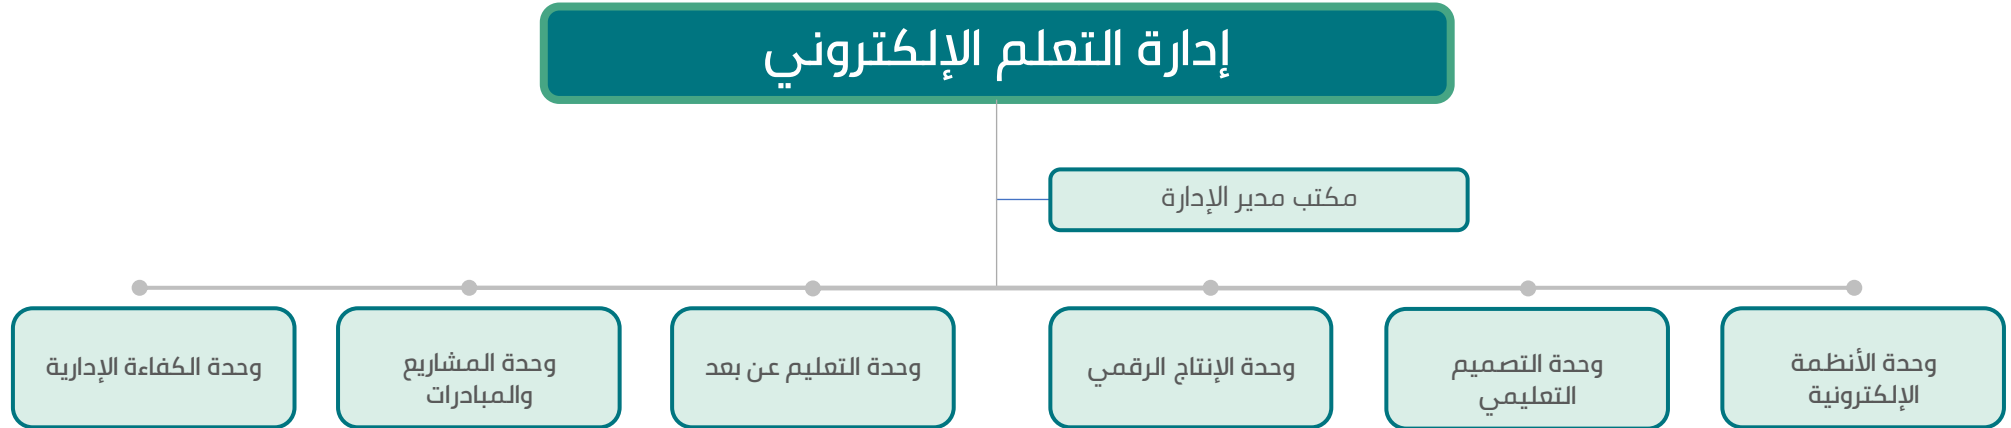 إدارة التعلم الإلكتروني
مكتب مدير الإدارة
وحدة الأنظمة
الإلكترونية
وحدة التصميم
التعليمي
وحدة الإنتاج الرقمي
وحدة التعليم عن بعد
وحدة المشاريع
والمبادرات
وحدة الكفاءة الإدارية